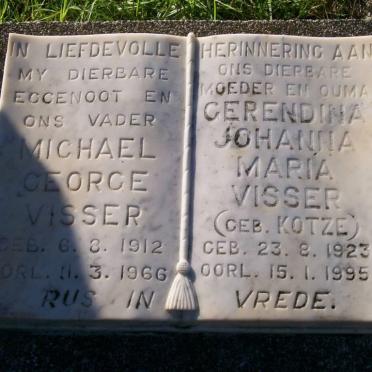 IN LIEFDEVOLLE
MY DIERBARE
EGGENOOT EN
ONS VADER
MICHAEL
GEORGE
VISSER
GEB. 6. 8. 1912
OORL. 11. 3. 1966
RUS IN
HERINNERING AAN
ONS DIERBARE
MOEDER EN OUMA
GERENDINA
JOHANNA
MARIA
VISSER
(GEB. KOTZE)
GEB. 23. 8. 1923
OORL. 15. 1. 1995
VREDE.